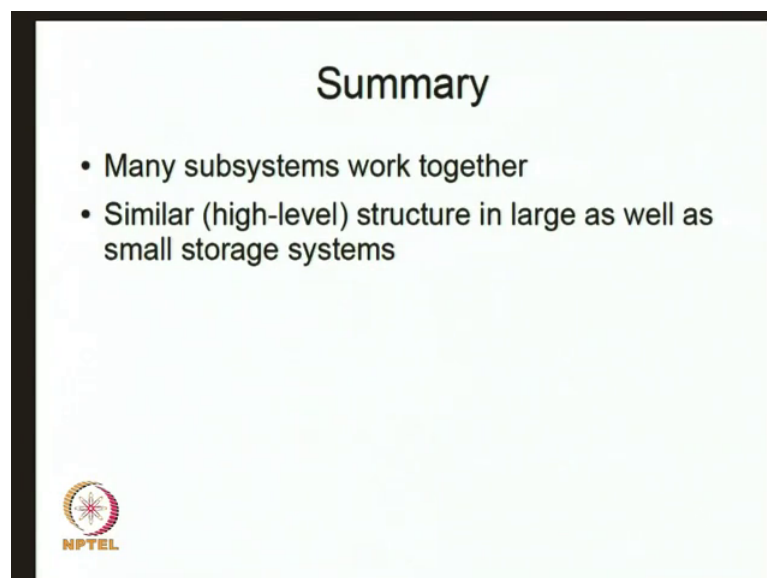 Summary
• Many subsystems work together
• Similar (high-level) structure in large as well as
small storage systems
NPTEL